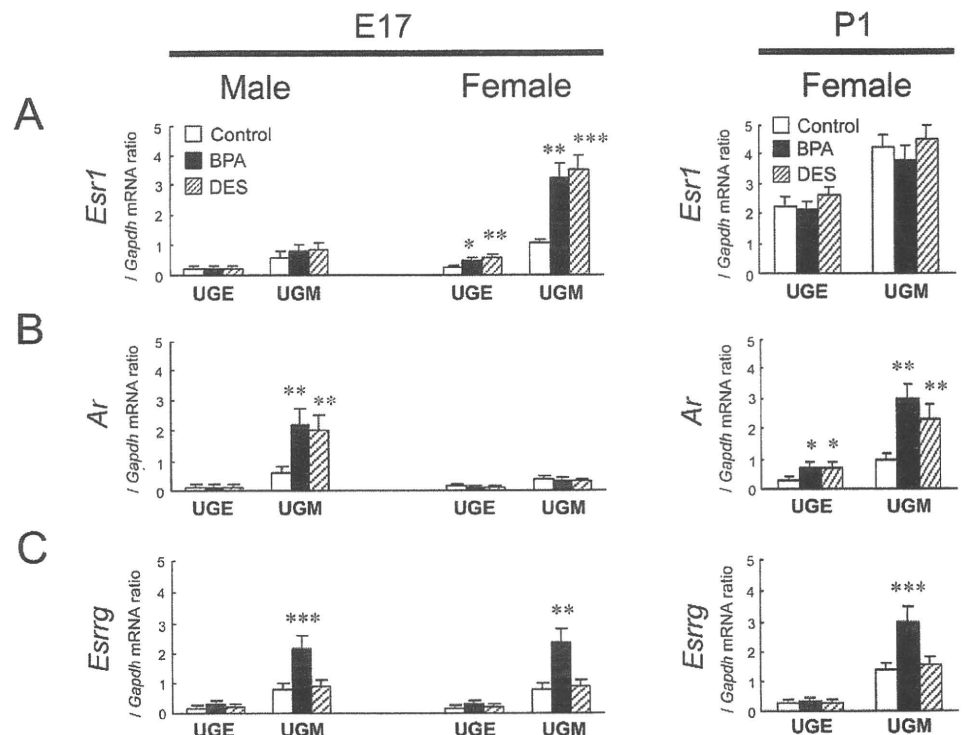 E17
P1
Male
Female
Female
A
Esr1
/ Gapdh mRNA ratio
5
4
3
2
1
0
Control
BPA
DES
* ** ** ***
UGE UGM
UGE UGM
Esr1
/ Gapdh mRNA ratio
5
4
3
2
1
0
Control
BPA
DES
UGE UGM
B
Ar
/ Gapdh mRNA ratio
5
4
3
2
1
0
** **
UGE UGM
UGE UGM
Ar
/ Gapdh mRNA ratio
5
4
3
2
1
0
* * ** **
UGE UGM
C
Esrrg
/ Gapdh mRNA ratio
5
4
3
2
1
0
*** **
UGE UGM
UGE UGM
Esrrg
/ Gapdh mRNA ratio
5
4
3
2
1
0
***
UGE UGM